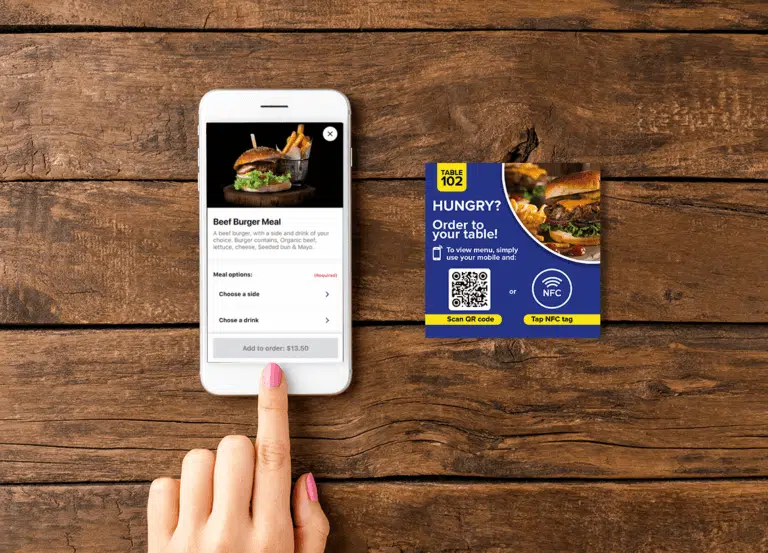 Beef Burger Meal
A beef burger, with a side and drink of your
choice. Burger contains, Organic beef,
lettuce, cheese, Seeded bun & Mayo.
Meal options:
(Required)
Choose a side
Chose a drink
Add to order: $13.50
TABLE
102
HUNGRY?
Order to
your table!
To view menu, simply
use your mobile and:
or
NFC
Scan QR code
Tap NFC tag